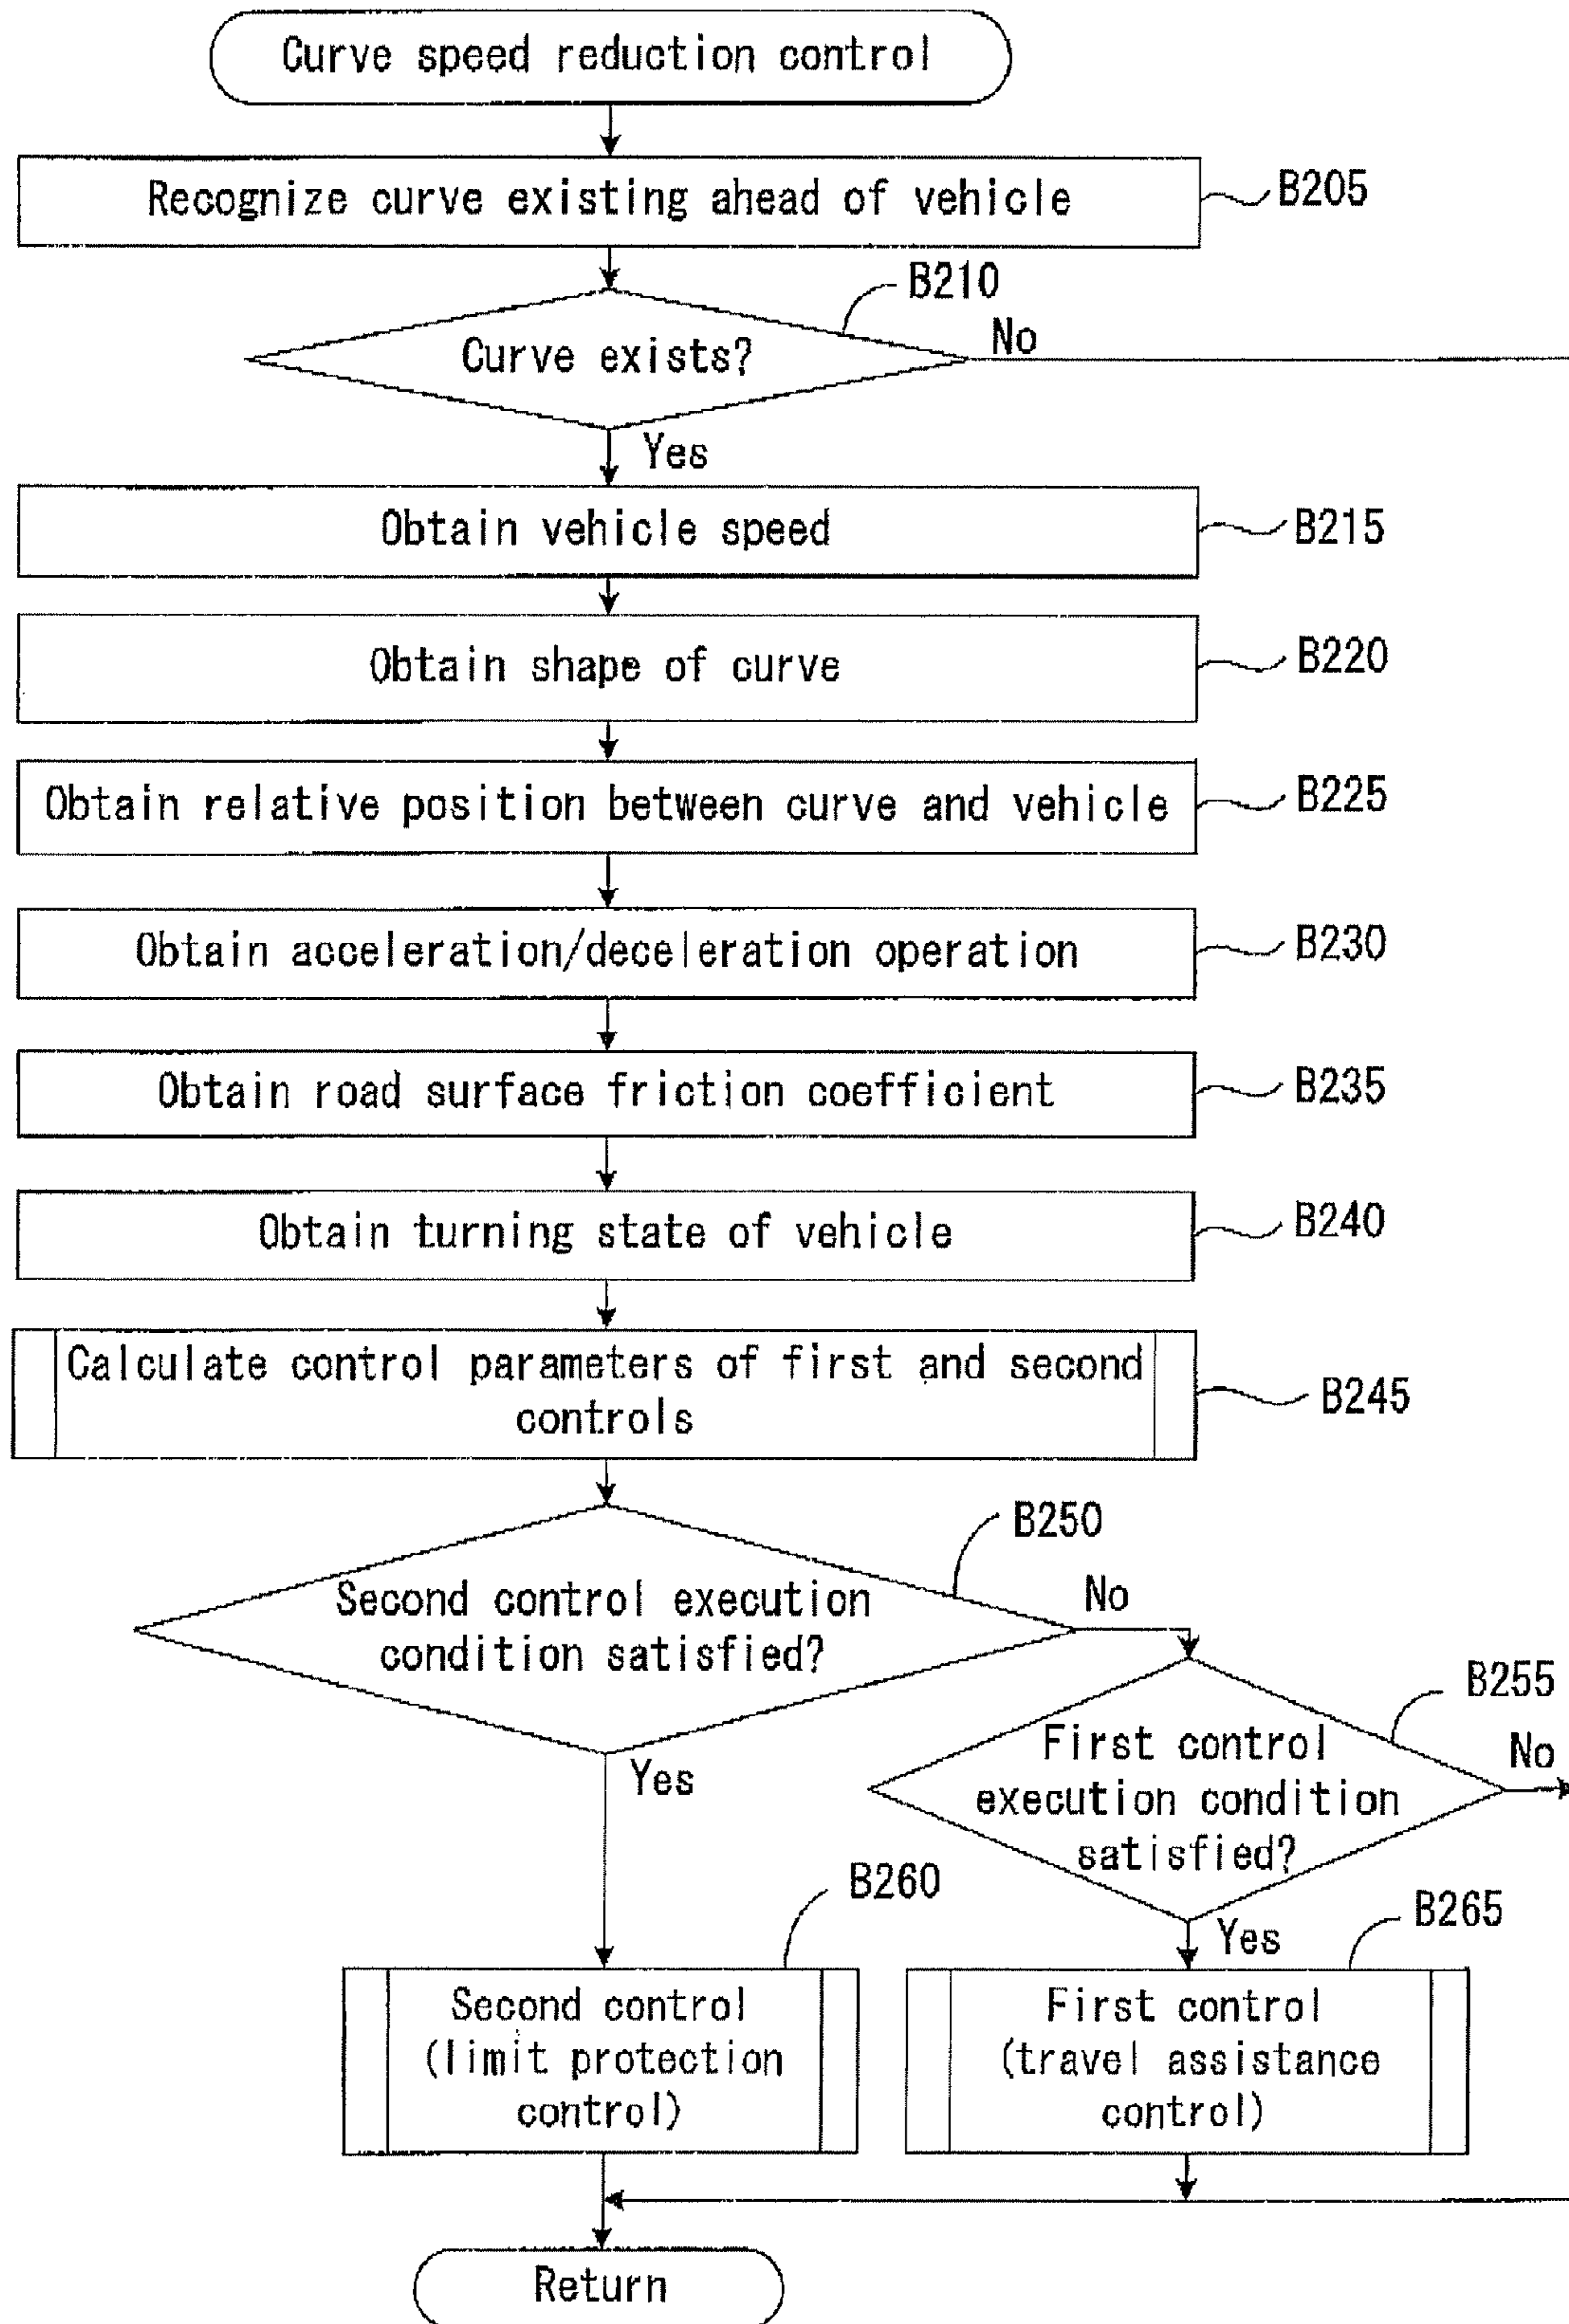 Curve speed reduction control
Recognize curve existing ahead of vehicle
B205
B210
Curve exists?
No
Yes
Obtain vehicle speed
B215
Obtain shape of curve
B220
Obtain relative position between curve and vehicle
B225
Obtain acceleration/deceleration operation
B230
Obtain road surface friction coefficient
B235
Obtain turning state of vehicle
B240
Calculate control parameters of first and second
controls
B245
B250
Second control execution
condition satisfied?
No
Yes
B255
First control
execution condition
satisfied?
No
Yes
B260
Second control
(limit protection
control)
B265
First control
(travel assistance
control)
Return